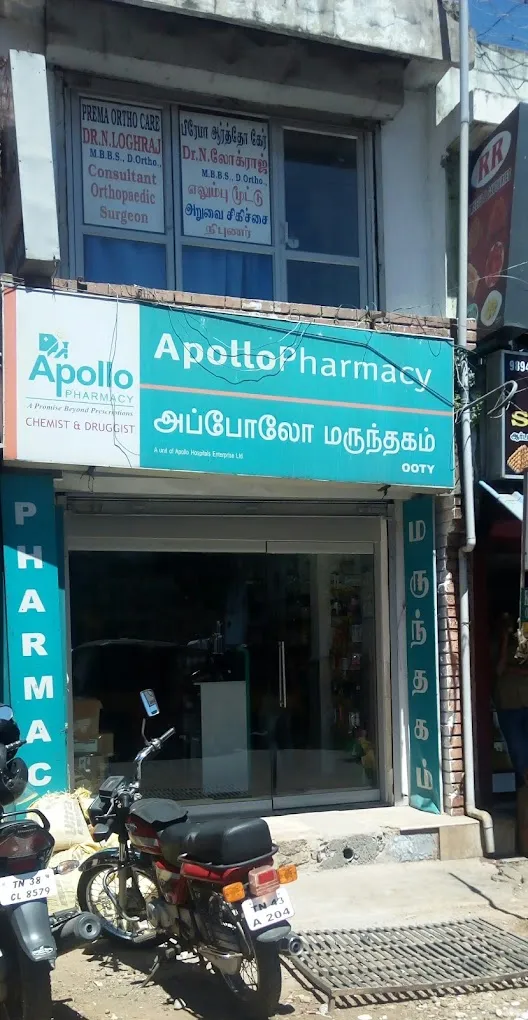 PREMA ORTHO CARE
DR.N.LOGHRAJ
M.B.B.S., D.Ortho.,
Consultant
Orthopaedic
Surgeon
பிரேமா ஆர்த்தோ கேர்
Dr.N.லோக்ராஜ்
M.B.B.S., D.Ortho.,
எலும்பு மூட்டு
அறுவை சிகிச்சை
நிபுணர்
RR
Apollo
PHARMACY
A Promise Beyond Prescriptions
CHEMIST & DRUGGIST
ApolloPharmacy
அப்போலோ மருந்தகம்
A unit of Apollo Hospitals Enterprise Ltd
OOTY
9894
PHARMAC
மருந்தகம்
TN 38
CL 8579
TN 43
A 204